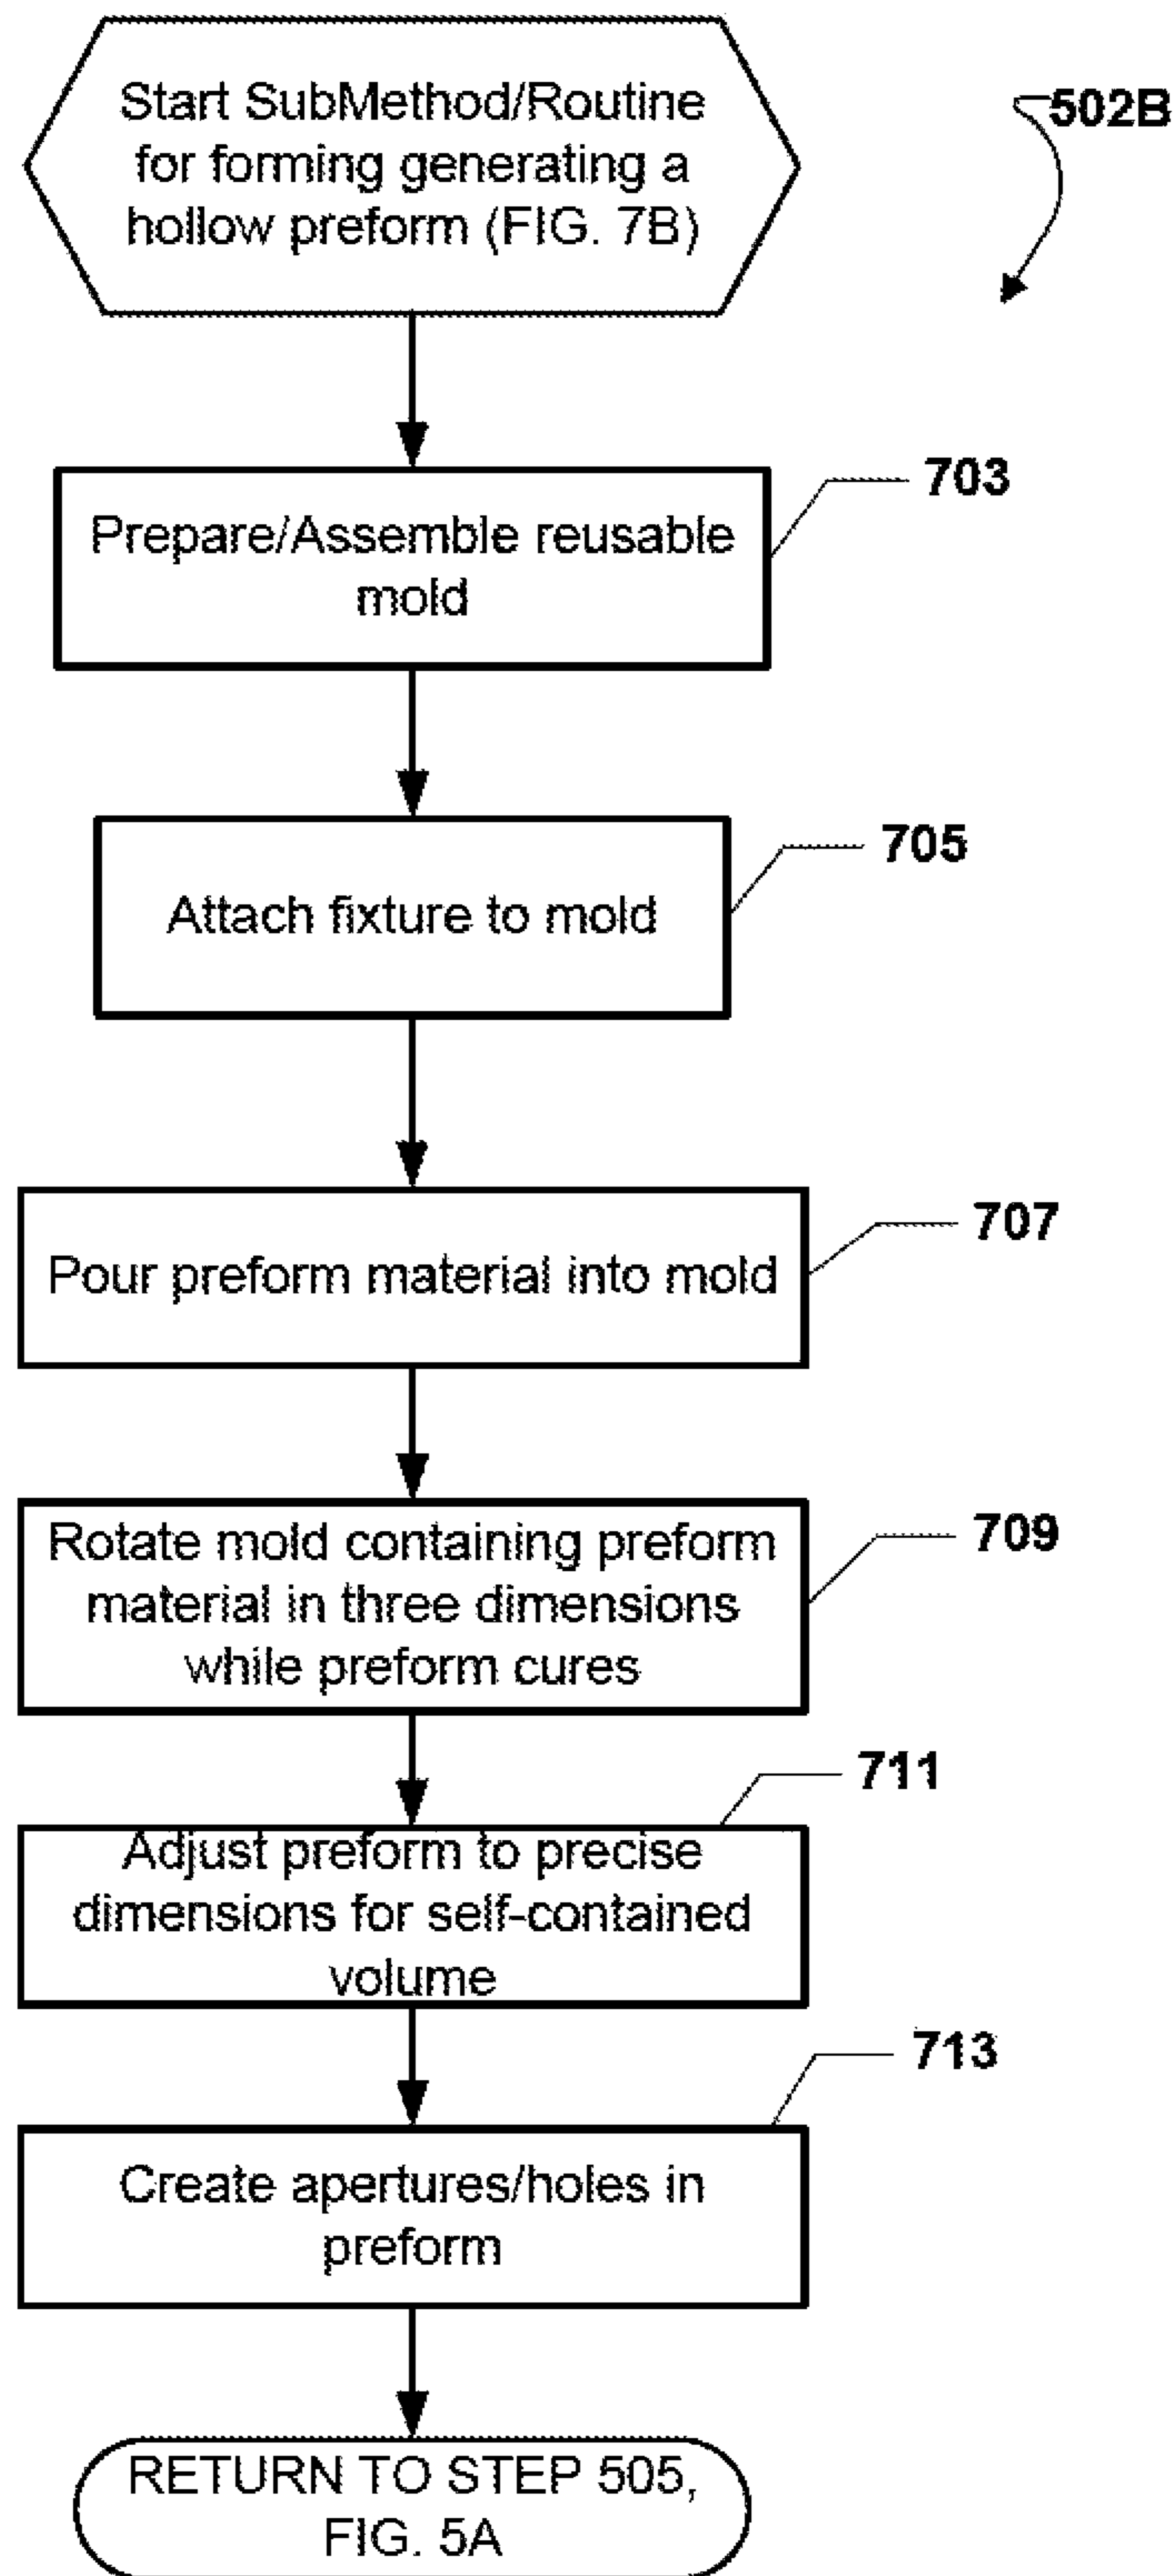 Start SubMethod/Routine
for forming generating a
hollow preform (FIG. 7B)
502B
703
Prepare/Assemble reusable
mold
705
Attach fixture to mold
707
Pour preform material into mold
709
Rotate mold containing preform
material in three dimensions
while preform cures
711
Adjust preform to precise
dimensions for self-contained
volume
713
Create apertures/holes in
preform
RETURN TO STEP 505,
FIG. 5A